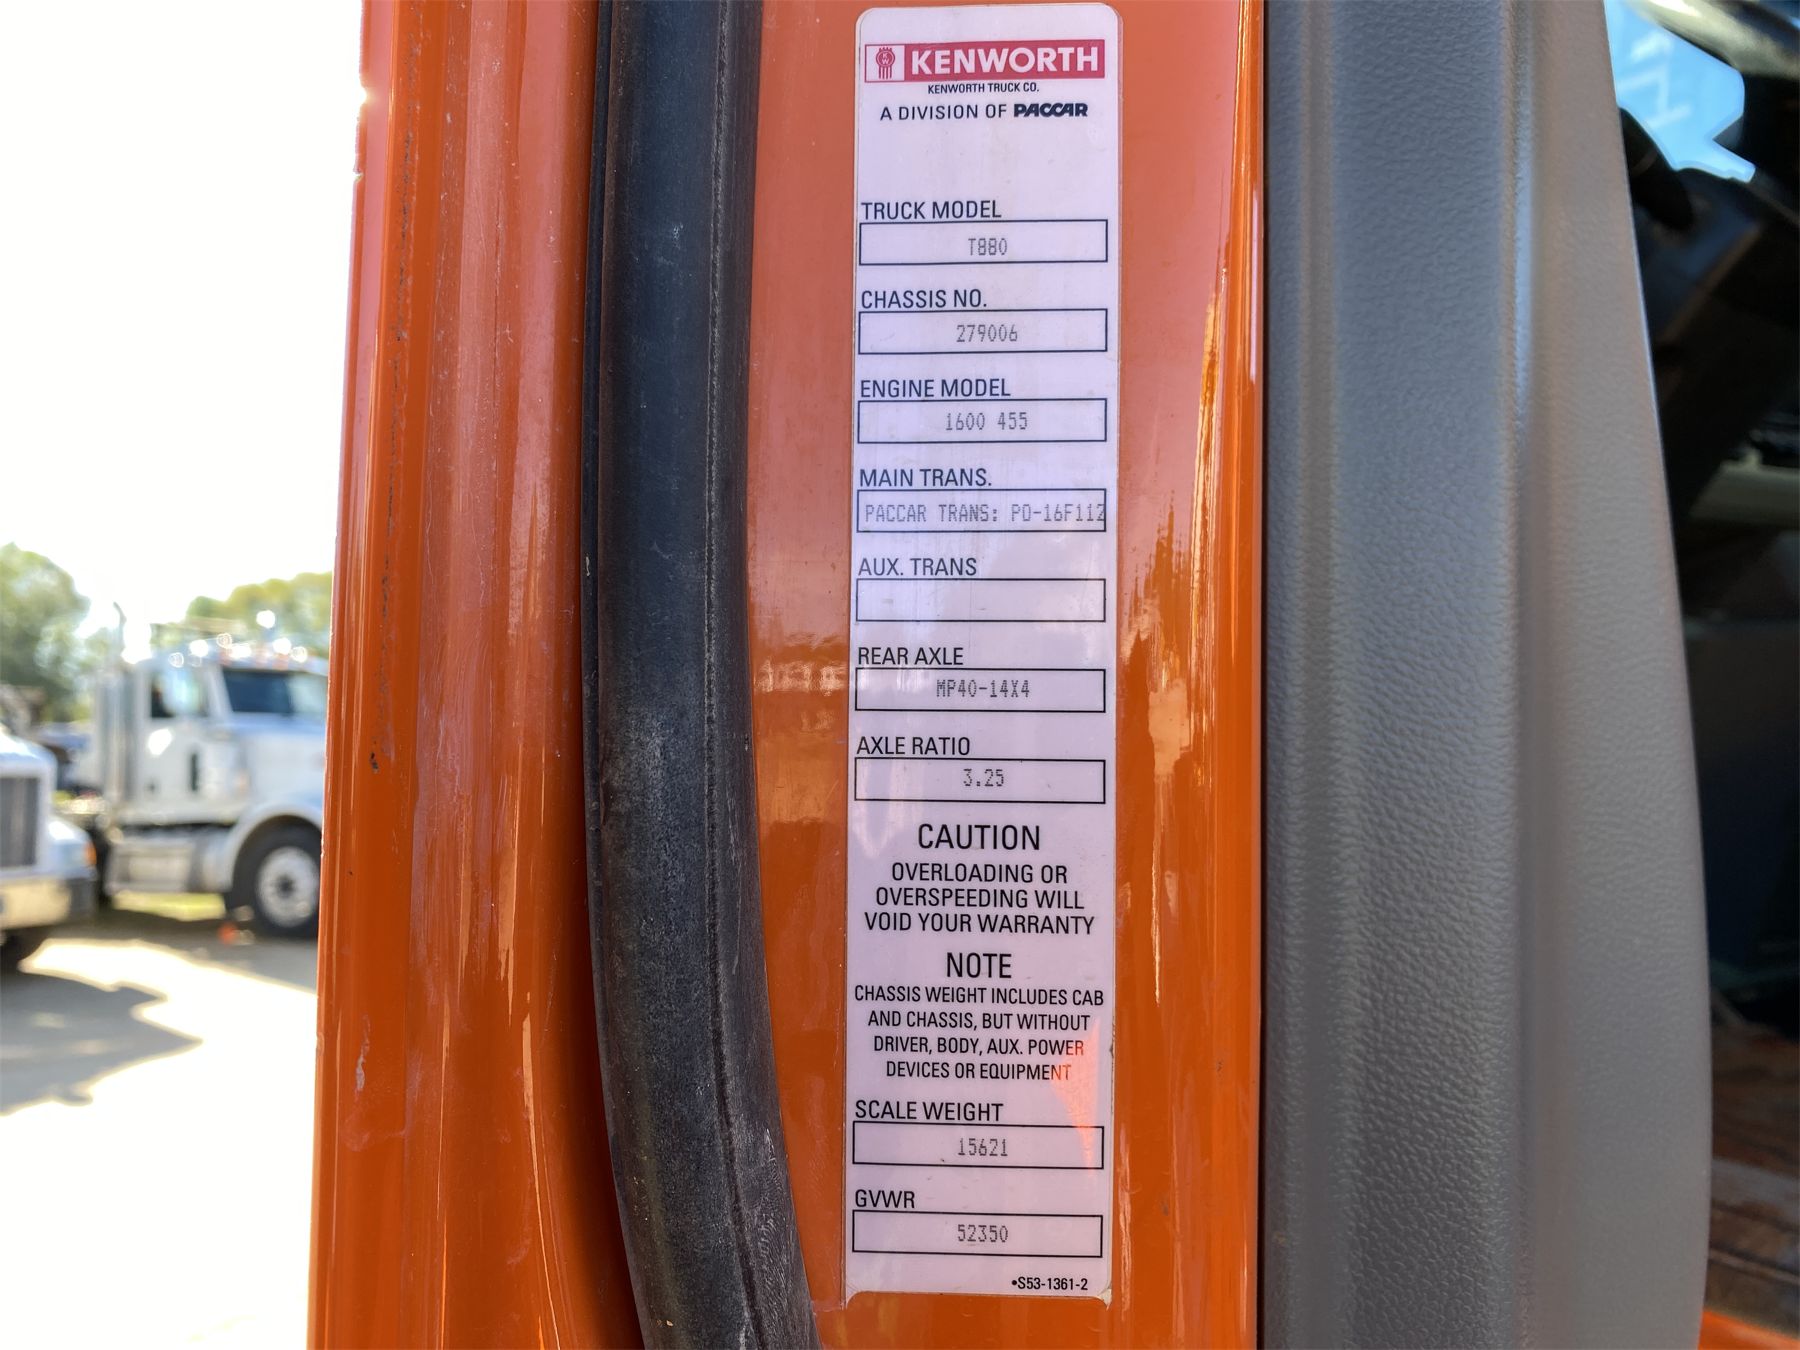 KENWORTH
KENWORTH TRUCK CO.
A DIVISION OF PACCAR
TRUCK MODEL
T880
CHASSIS NO.
279006
ENGINE MODEL
1600 455
MAIN TRANS.
PACCAR TRANS: PO-16F112
AUX. TRANS
REAR AXLE
MP40-14X4
AXLE RATIO
3.25
CAUTION
OVERLOADING OR
OVERSPEEDING WILL
VOID YOUR WARRANTY
NOTE
CHASSIS WEIGHT INCLUDES CAB
AND CHASSIS, BUT WITHOUT
DRIVER, BODY, AUX. POWER
DEVICES OR EQUIPMENT
SCALE WEIGHT
15621
GVWR
52350
•S53-1361-2